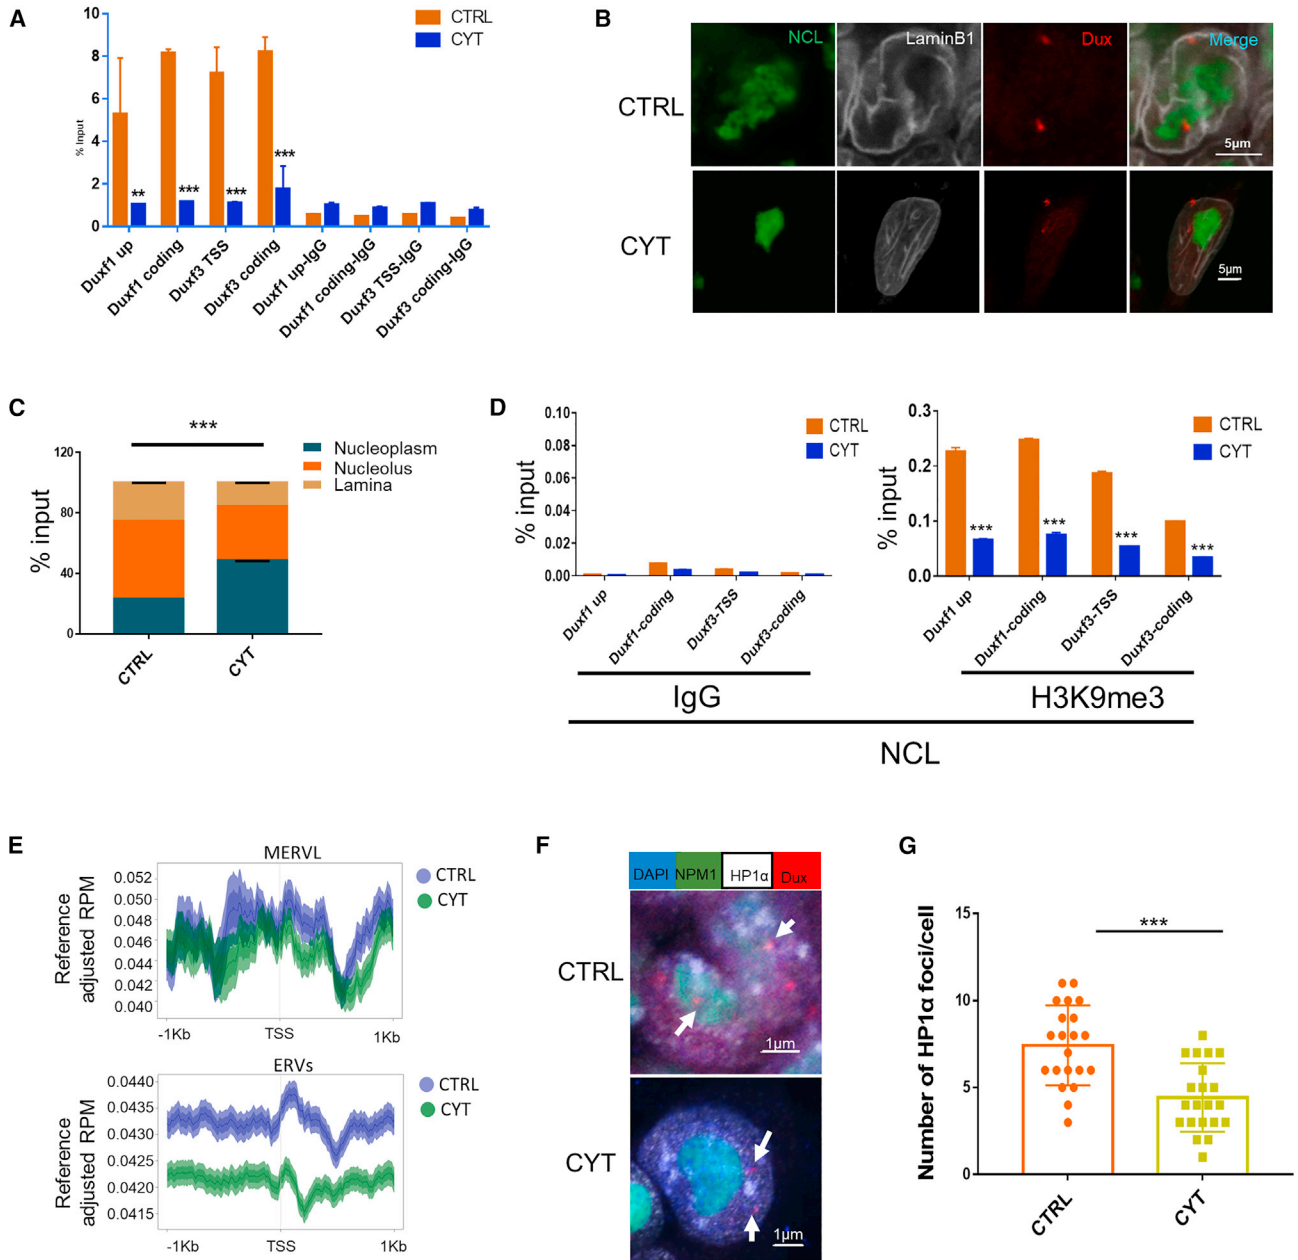 A
% Input
10
8
6
4
2
0
CTRL
CYT
**
***
***
***
Duxf1 up
Duxf1 coding
Duxf3 TSS
Duxf3 coding
Duxf1 up-IgG
Duxf1 coding-IgG
Duxf3 TSS-IgG
Duxf3 coding-IgG
B
NCL
LaminB1
Dux
Merge
CTRL
5μm
CYT
5μm
C
***
% input
120
80
40
0
Nucleoplasm
Nucleolus
Lamina
CTRL
CYT
D
% input
0.10
0.08
0.06
0.04
0.02
0.00
CTRL
CYT
Duxf1 up
Duxf1-coding
Duxf3-TSS
Duxf3-coding
IgG
% input
0.3
0.2
0.1
0.0
CTRL
CYT
***
***
***
***
Duxf1 up
Duxf1-coding
Duxf3-TSS
Duxf3-coding
H3K9me3
NCL
E
MERVL
Reference
adjusted RPM
0.052
0.050
0.048
0.046
0.044
0.042
0.040
CTRL
CYT
-1Kb
TSS
1Kb
ERVs
Reference
adjusted RPM
0.0440
0.0435
0.0430
0.0425
0.0420
0.0415
CTRL
CYT
-1Kb
TSS
1Kb
F
DAPI
NPM1
HP1α
Dux
CTRL
1μm
CYT
1μm
G
Number of HP1α foci/cell
15
10
5
0
***
CTRL
CYT